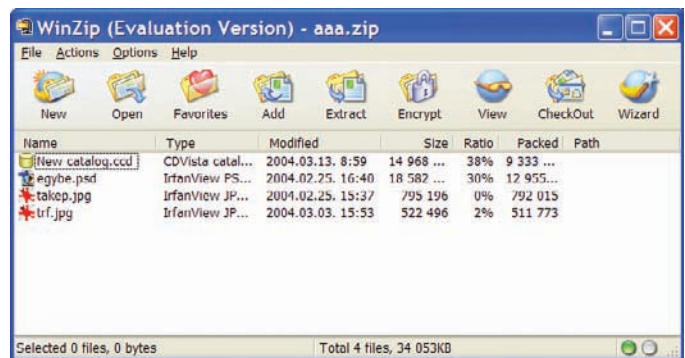 WinZip (Evaluation Version) - aaa.zip
File Actions Options Help
New Open Favorites Add Extract Encrypt View CheckOut Wizard
Name Type Modified Size Ratio Packed Path
New catalog.ccd CDVista catal... 2004.03.13. 8:59 14 968 ... 38% 9 333 ...
egybe.psd IrfanView PS... 2004.02.25. 16:40 18 582 ... 30% 12 955...
takep.jpg IrfanView JP... 2004.02.25. 15:37 795 196 0% 792 015
trf.jpg IrfanView JP... 2004.03.03. 15:53 522 496 2% 511 773
Selected 0 files, 0 bytes Total 4 files, 34 053KB